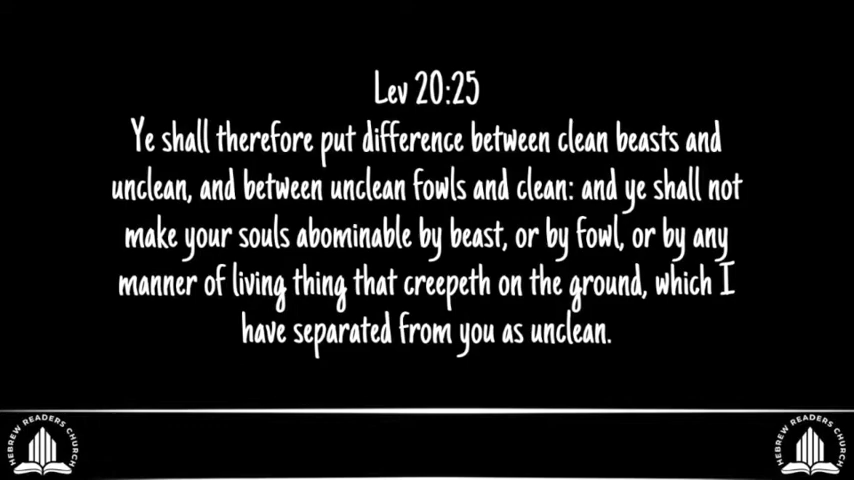 Lev 20:25
Ye shall therefore put difference between clean beasts and
unclean, and between unclean fowls and clean: and ye shall not
make your souls abominable by beast, or by fowl, or by any
manner of living thing that creepeth on the ground, which I
have separated from you as unclean.
HEBREW READERS CHURCH
HEBREW READERS CHURCH